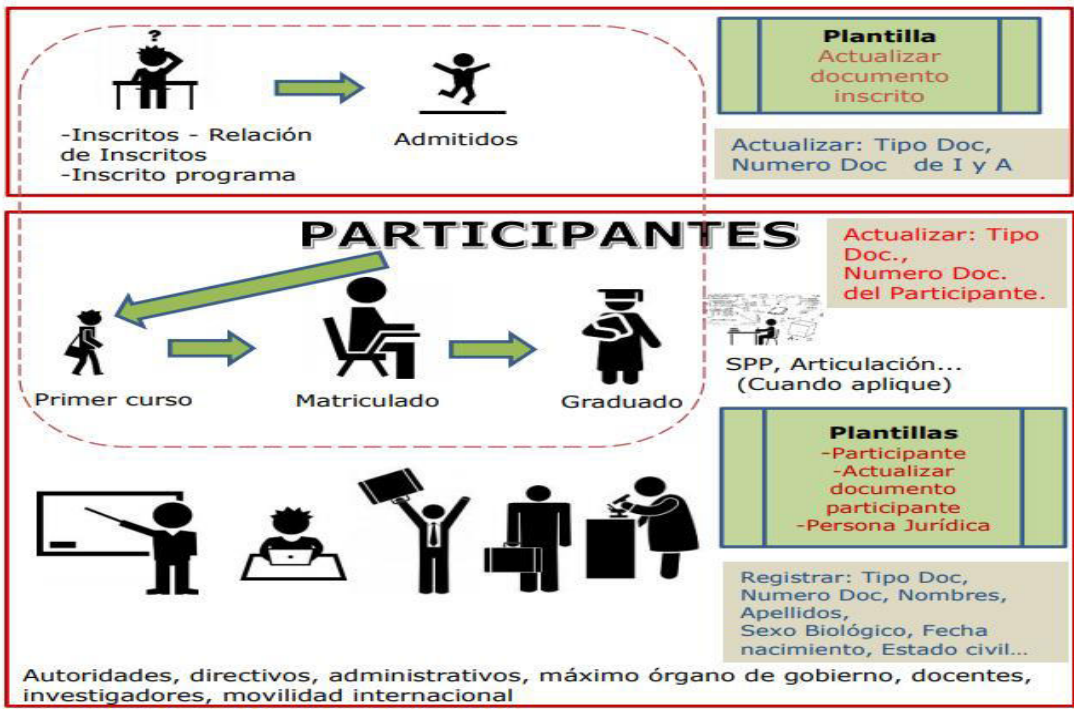 ?
-Inscritos - Relación
de Inscritos
-Inscrito programa
Admitidos
Plantilla
Actualizar
documento
inscrito
Actualizar: Tipo Doc,
Numero Doc de I y A
PARTICIPANTES
Actualizar: Tipo
Doc.,
Numero Doc.
del Participante.
Primer curso
Matriculado
Graduado
SPP, Articulación...
(Cuando aplique)
Plantillas
-Participante
-Actualizar
documento
participante
-Persona Jurídica
Registrar: Tipo Doc,
Numero Doc, Nombres,
Apellidos,
Sexo Biológico, Fecha
nacimiento, Estado civil...
Autoridades, directivos, administrativos, máximo órgano de gobierno, docentes,
investigadores, movilidad internacional